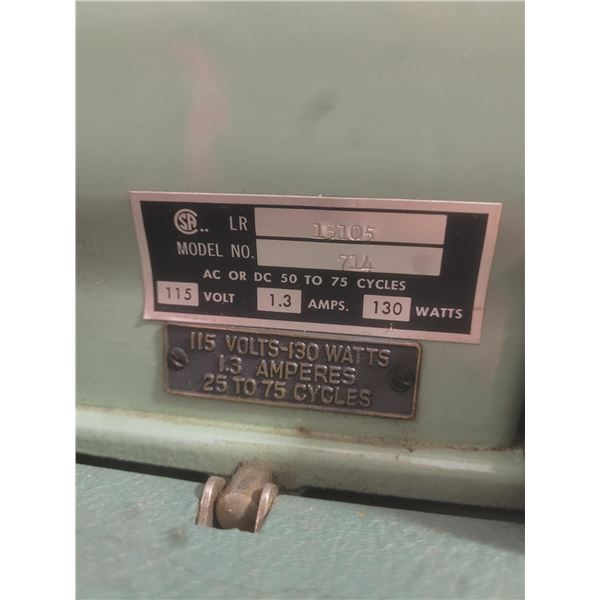 SA LR 13105
MODEL NO. 714
AC OR DC 50 TO 75 CYCLES
115 VOLT 1.3 AMPS. 130 WATTS
115 VOLTS-130 WATTS
1.3 AMPERES
25 TO 75 CYCLES